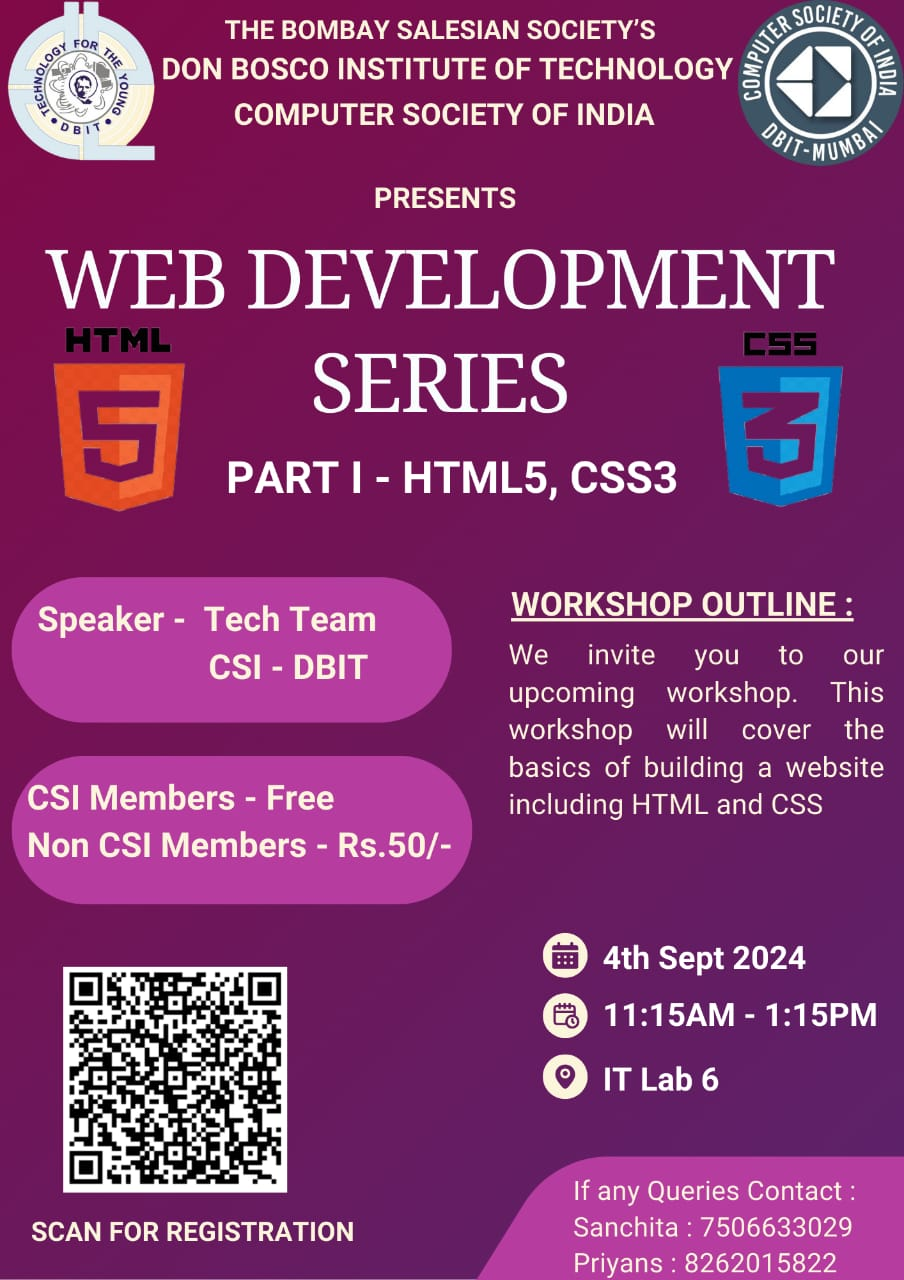 THE BOMBAY SALESIAN SOCIETY’S
DON BOSCO INSTITUTE OF TECHNOLOGY
COMPUTER SOCIETY OF INDIA
TECHNOLOGY FOR THE YOUNG
DBIT
COMPUTER SOCIETY OF INDIA
DBIT-MUMBAI
PRESENTS
WEB DEVELOPMENT
SERIES
HTML
5
CSS
3
PART I - HTML5, CSS3
Speaker - Tech Team
CSI - DBIT
CSI Members - Free
Non CSI Members - Rs.50/-
WORKSHOP OUTLINE :
We invite you to our
upcoming workshop. This
workshop will cover the
basics of building a website
including HTML and CSS
4th Sept 2024
11:15AM - 1:15PM
IT Lab 6
SCAN FOR REGISTRATION
If any Queries Contact :
Sanchita : 7506633029
Priyans : 8262015822